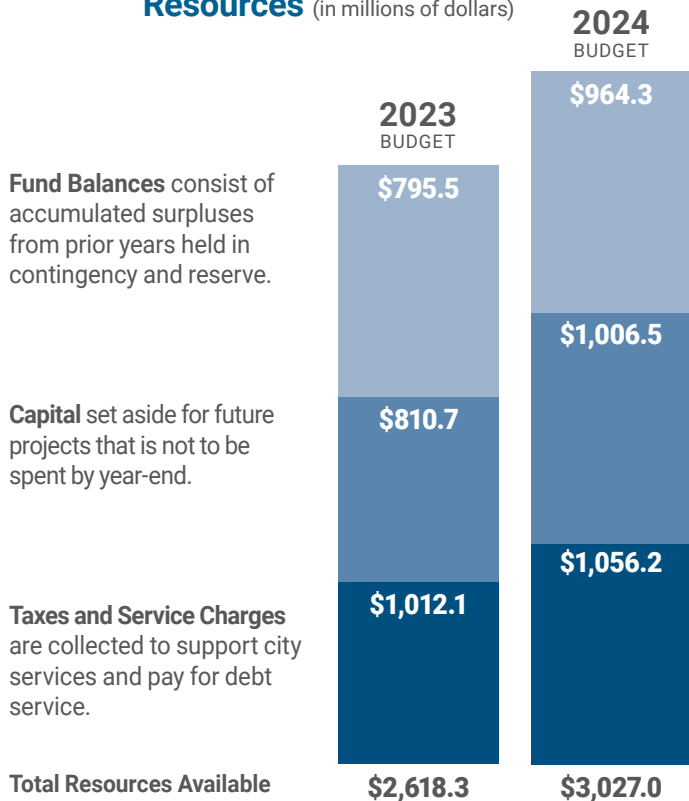 Resources (in millions of dollars)
2024
BUDGET
$964.3
2023
BUDGET
$795.5
Fund Balances consist of
accumulated surpluses
from prior years held in
contingency and reserve.
$1,006.5
Capital set aside for future
projects that is not to be
spent by year-end.
$810.7
$1,056.2
Taxes and Service Charges
are collected to support city
services and pay for debt
service.
$1,012.1
Total Resources Available $2,618.3 $3,027.0